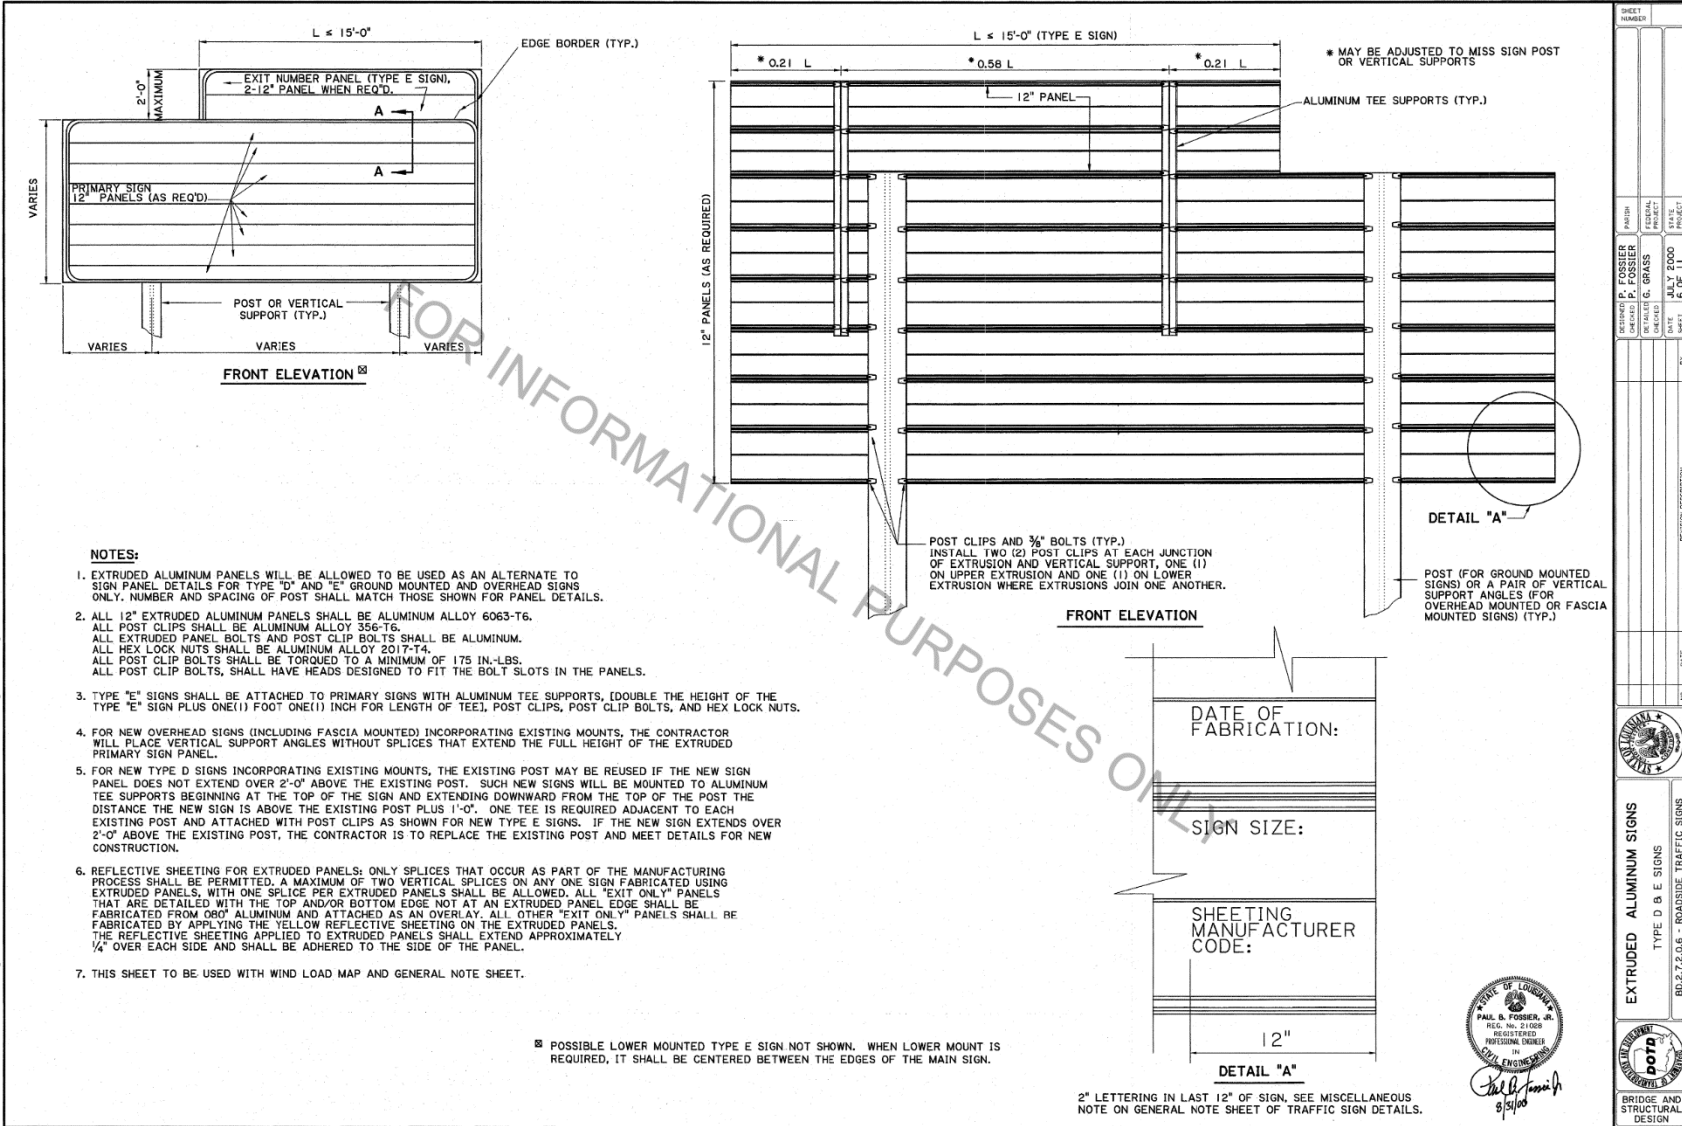 L ≤ 15'-0"
EDGE BORDER (TYP.)
2'-0"
MAXIMUM
EXIT NUMBER PANEL (TYPE E SIGN),
2-12" PANEL WHEN REQ'D.
A
A
VARIES
PRIMARY SIGN
12" PANELS (AS REQ'D)
POST OR VERTICAL
SUPPORT (TYP.)
VARIES
VARIES
VARIES
FRONT ELEVATION ☒
L ≤ 15'-0" (TYPE E SIGN)
* 0.21 L
* 0.58 L
* 0.21 L
* MAY BE ADJUSTED TO MISS SIGN POST
OR VERTICAL SUPPORTS
12" PANEL
ALUMINUM TEE SUPPORTS (TYP.)
12" PANELS (AS REQUIRED)
DETAIL "A"
POST CLIPS AND ⅜" BOLTS (TYP.)
INSTALL TWO (2) POST CLIPS AT EACH JUNCTION
OF EXTRUSION AND VERTICAL SUPPORT, ONE (1)
ON UPPER EXTRUSION AND ONE (1) ON LOWER
EXTRUSION WHERE EXTRUSIONS JOIN ONE ANOTHER.
POST (FOR GROUND MOUNTED
SIGNS) OR A PAIR OF VERTICAL
SUPPORT ANGLES (FOR
OVERHEAD MOUNTED OR FASCIA
MOUNTED SIGNS) (TYP.)
FRONT ELEVATION
FOR INFORMATIONAL PURPOSES ONLY
NOTES:
1. EXTRUDED ALUMINUM PANELS WILL BE ALLOWED TO BE USED AS AN ALTERNATE TO
SIGN PANEL DETAILS FOR TYPE "D" AND "E" GROUND MOUNTED AND OVERHEAD SIGNS
ONLY. NUMBER AND SPACING OF POST SHALL MATCH THOSE SHOWN FOR PANEL DETAILS.
2. ALL 12" EXTRUDED ALUMINUM PANELS SHALL BE ALUMINUM ALLOY 6063-T6.
ALL POST CLIPS SHALL BE ALUMINUM ALLOY 356-T6.
ALL EXTRUDED PANEL BOLTS AND POST CLIP BOLTS SHALL BE ALUMINUM.
ALL HEX LOCK NUTS SHALL BE ALUMINUM ALLOY 2017-T4.
ALL POST CLIP BOLTS SHALL BE TORQUED TO A MINIMUM OF 175 IN.-LBS.
ALL POST CLIP BOLTS, SHALL HAVE HEADS DESIGNED TO FIT THE BOLT SLOTS IN THE PANELS.
3. TYPE "E" SIGNS SHALL BE ATTACHED TO PRIMARY SIGNS WITH ALUMINUM TEE SUPPORTS, [DOUBLE THE HEIGHT OF THE
TYPE "E" SIGN PLUS ONE(1) FOOT ONE(1) INCH FOR LENGTH OF TEE], POST CLIPS, POST CLIP BOLTS, AND HEX LOCK NUTS.
4. FOR NEW OVERHEAD SIGNS (INCLUDING FASCIA MOUNTED) INCORPORATING EXISTING MOUNTS, THE CONTRACTOR
WILL PLACE VERTICAL SUPPORT ANGLES WITHOUT SPLICES THAT EXTEND THE FULL HEIGHT OF THE EXTRUDED
PRIMARY SIGN PANEL.
5. FOR NEW TYPE D SIGNS INCORPORATING EXISTING MOUNTS, THE EXISTING POST MAY BE REUSED IF THE NEW SIGN
PANEL DOES NOT EXTEND OVER 2'-0" ABOVE THE EXISTING POST. SUCH NEW SIGNS WILL BE MOUNTED TO ALUMINUM
TEE SUPPORTS BEGINNING AT THE TOP OF THE SIGN AND EXTENDING DOWNWARD FROM THE TOP OF THE POST THE
DISTANCE THE NEW SIGN IS ABOVE THE EXISTING POST PLUS 1'-0". ONE TEE IS REQUIRED ADJACENT TO EACH
EXISTING POST AND ATTACHED WITH POST CLIPS AS SHOWN FOR NEW TYPE E SIGNS. IF THE NEW SIGN EXTENDS OVER
2'-0" ABOVE THE EXISTING POST, THE CONTRACTOR IS TO REPLACE THE EXISTING POST AND MEET DETAILS FOR NEW
CONSTRUCTION.
6. REFLECTIVE SHEETING FOR EXTRUDED PANELS: ONLY SPLICES THAT OCCUR AS PART OF THE MANUFACTURING
PROCESS SHALL BE PERMITTED. A MAXIMUM OF TWO VERTICAL SPLICES ON ANY ONE SIGN FABRICATED USING
EXTRUDED PANELS, WITH ONE SPLICE PER EXTRUDED PANELS SHALL BE ALLOWED. ALL "EXIT ONLY" PANELS
THAT ARE DETAILED WITH THE TOP AND/OR BOTTOM EDGE NOT AT AN EXTRUDED PANEL EDGE SHALL BE
FABRICATED FROM 080" ALUMINUM AND ATTACHED AS AN OVERLAY. ALL OTHER "EXIT ONLY" PANELS SHALL BE
FABRICATED BY APPLYING THE YELLOW REFLECTIVE SHEETING ON THE EXTRUDED PANELS.
THE REFLECTIVE SHEETING APPLIED TO EXTRUDED PANELS SHALL EXTEND APPROXIMATELY
¼" OVER EACH SIDE AND SHALL BE ADHERED TO THE SIDE OF THE PANEL.
7. THIS SHEET TO BE USED WITH WIND LOAD MAP AND GENERAL NOTE SHEET.
☒ POSSIBLE LOWER MOUNTED TYPE E SIGN NOT SHOWN. WHEN LOWER MOUNT IS
REQUIRED, IT SHALL BE CENTERED BETWEEN THE EDGES OF THE MAIN SIGN.
DATE OF
FABRICATION:
SIGN SIZE:
SHEETING
MANUFACTURER
CODE:
12"
DETAIL "A"
2" LETTERING IN LAST 12" OF SIGN, SEE MISCELLANEOUS
NOTE ON GENERAL NOTE SHEET OF TRAFFIC SIGN DETAILS.
STATE OF LOUISIANA
PAUL B. FOSSIER, JR.
REG. No. 21028
REGISTERED
PROFESSIONAL ENGINEER
IN
CIVIL ENGINEERING
8/31/00
SHEET
NUMBER
PARISH
FEDERAL
PROJECT
STATE
PROJECT
DESIGNED P. FOSSIER
CHECKED P. FOSSIER
DETAILED G. GRASS
CHECKED
DATE JULY 2000
SHEET 6 OF 11
STATE OF LOUISIANA
EXTRUDED ALUMINUM SIGNS
TYPE D & E SIGNS
BD.2.7.2.0.6 - ROADSIDE TRAFFIC SIGNS
DOTD
BRIDGE AND
STRUCTURAL
DESIGN